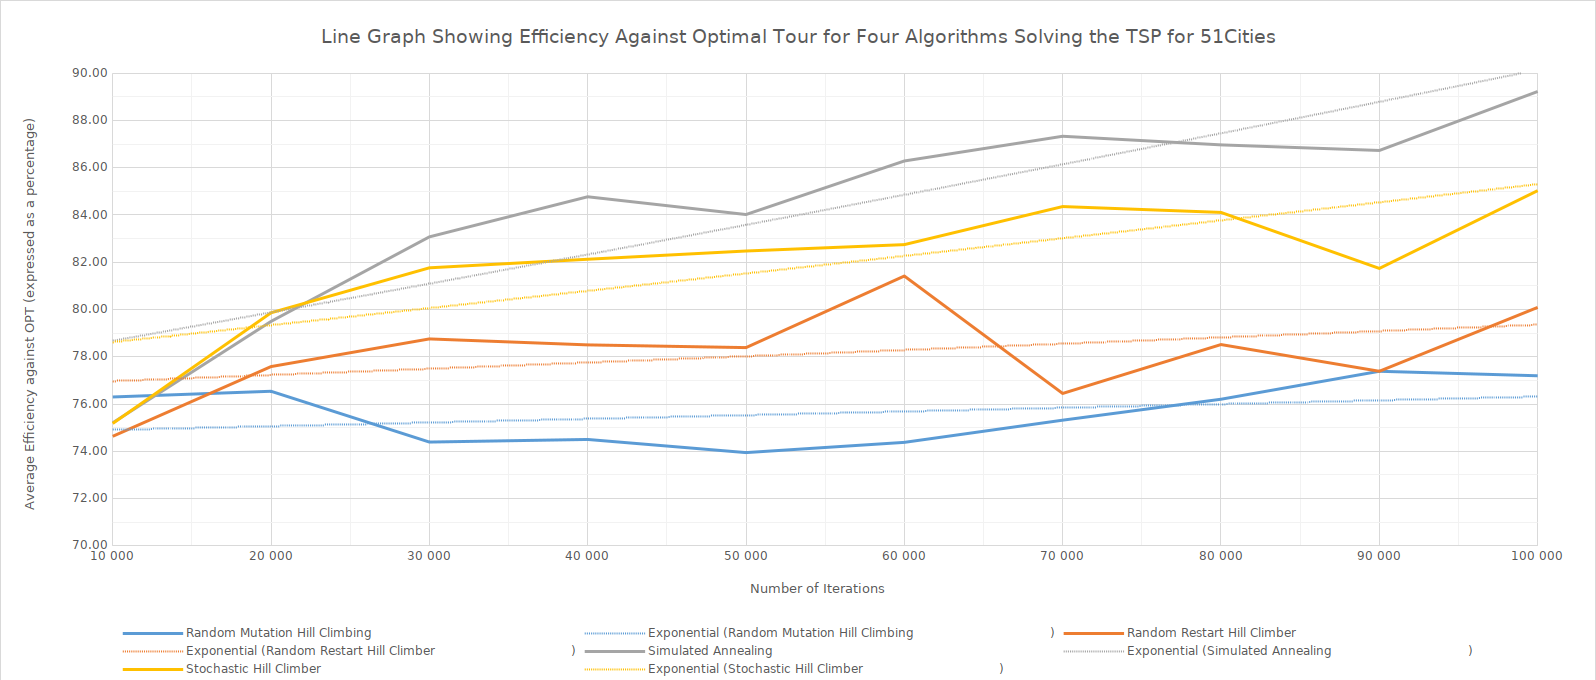 Line Graph Showing Efficiency Against Optimal Tour for Four Algorithms Solving the TSP for 51Cities
Average Efficiency against OPT (expressed as a percentage)
90.00
88.00
86.00
84.00
82.00
80.00
78.00
76.00
74.00
72.00
70.00
10 000 20 000 30 000 40 000 50 000 60 000 70 000 80 000 90 000 100 000
Number of Iterations
Random Mutation Hill Climbing Exponential (Random Mutation Hill Climbing ) Random Restart Hill Climber
Exponential (Random Restart Hill Climber ) Simulated Annealing Exponential (Simulated Annealing )
Stochastic Hill Climber Exponential (Stochastic Hill Climber )